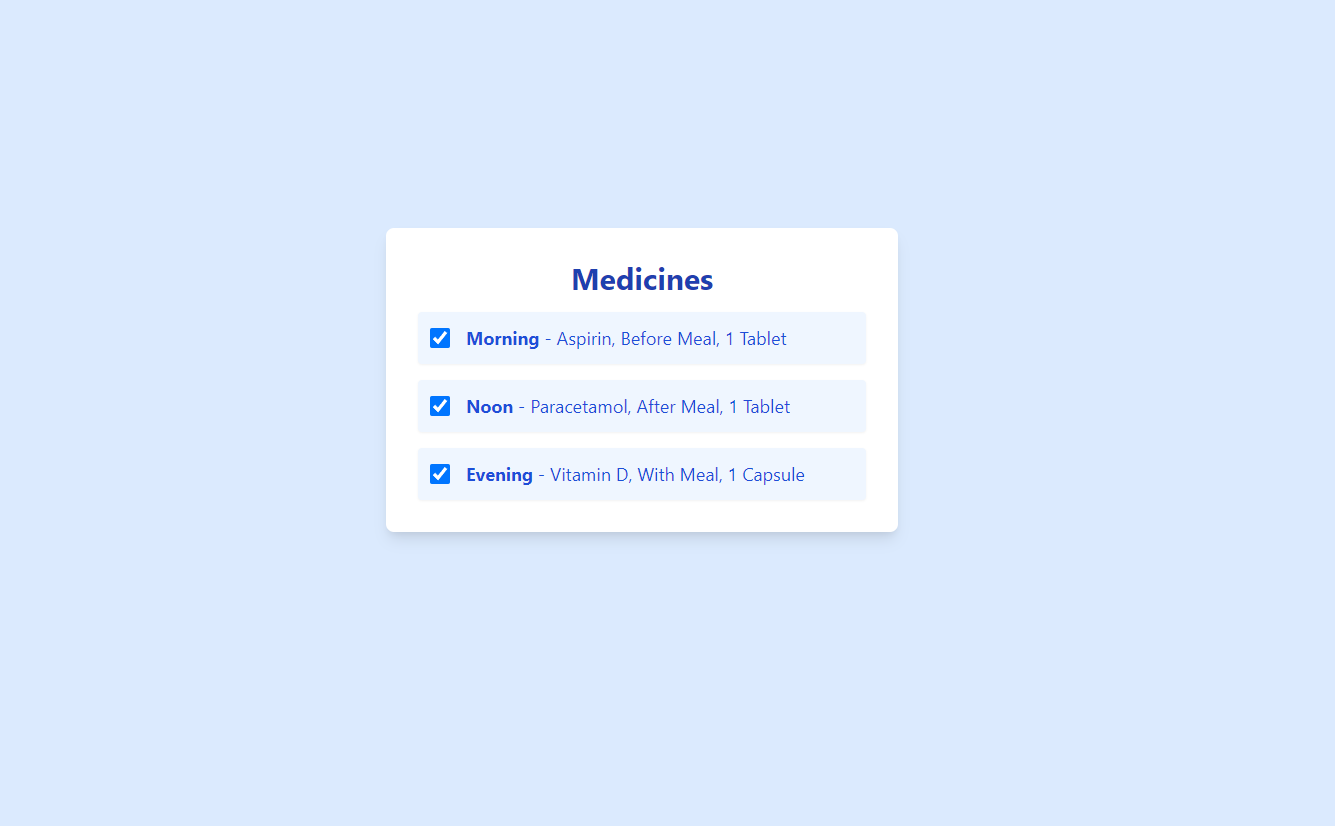 Medicines
Morning - Aspirin, Before Meal, 1 Tablet
Noon - Paracetamol, After Meal, 1 Tablet
Evening - Vitamin D, With Meal, 1 Capsule